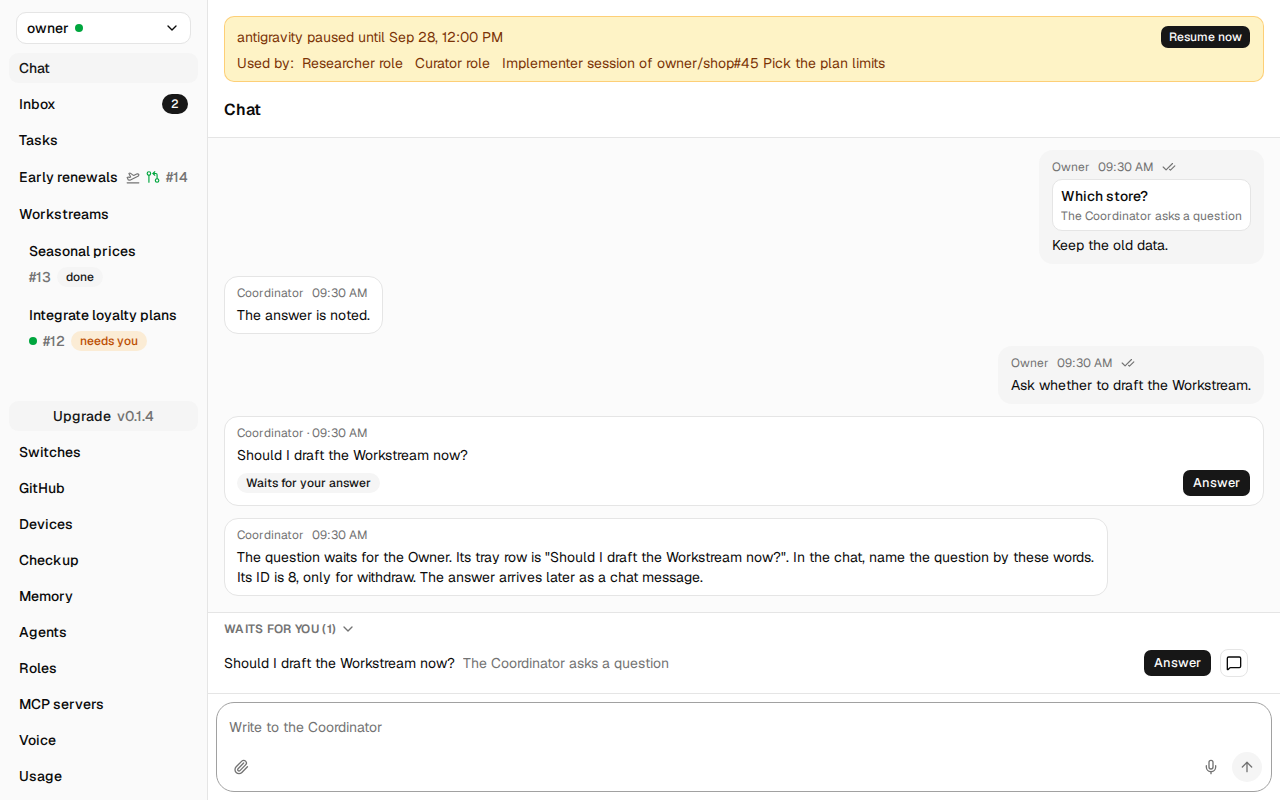 owner
Chat
Inbox
2
Tasks
Early renewals #14
Workstreams
Seasonal prices
#13 done
Integrate loyalty plans
#12 needs you
Upgrade v0.1.4
Switches
GitHub
Devices
Checkup
Memory
Agents
Roles
MCP servers
Voice
Usage
antigravity paused until Sep 28, 12:00 PM
Resume now
Used by: Researcher role Curator role Implementer session of owner/shop#45 Pick the plan limits
Chat
Owner 09:30 AM
Which store?
The Coordinator asks a question
Keep the old data.
Coordinator 09:30 AM
The answer is noted.
Owner 09:30 AM
Ask whether to draft the Workstream.
Coordinator · 09:30 AM
Should I draft the Workstream now?
Waits for your answer
Answer
Coordinator 09:30 AM
The question waits for the Owner. Its tray row is "Should I draft the Workstream now?". In the chat, name the question by these words.
Its ID is 8, only for withdraw. The answer arrives later as a chat message.
WAITS FOR YOU (1)
Should I draft the Workstream now? The Coordinator asks a question
Answer
Write to the Coordinator